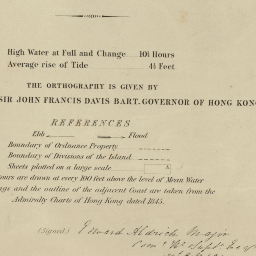 High Water at Full and Change 10¼ Hours
Average rise of Tide 4½ Feet
THE ORTHOGRAPHY IS GIVEN BY
SIR JOHN FRANCIS DAVIS BART. GOVERNOR OF HONG KONG
REFERENCES
Ebb Flood
Boundary of Ordnance Property
Boundary of Divisions of the Island
Sheets plotted on a large scale
ours are drawn at every 100 feet above the level of Mean Water
ngs and the outline of the adjacent Coast are taken from the
Admiralty Charts of Hong Kong dated 1845.
(Signed) Edward Aldrich Major